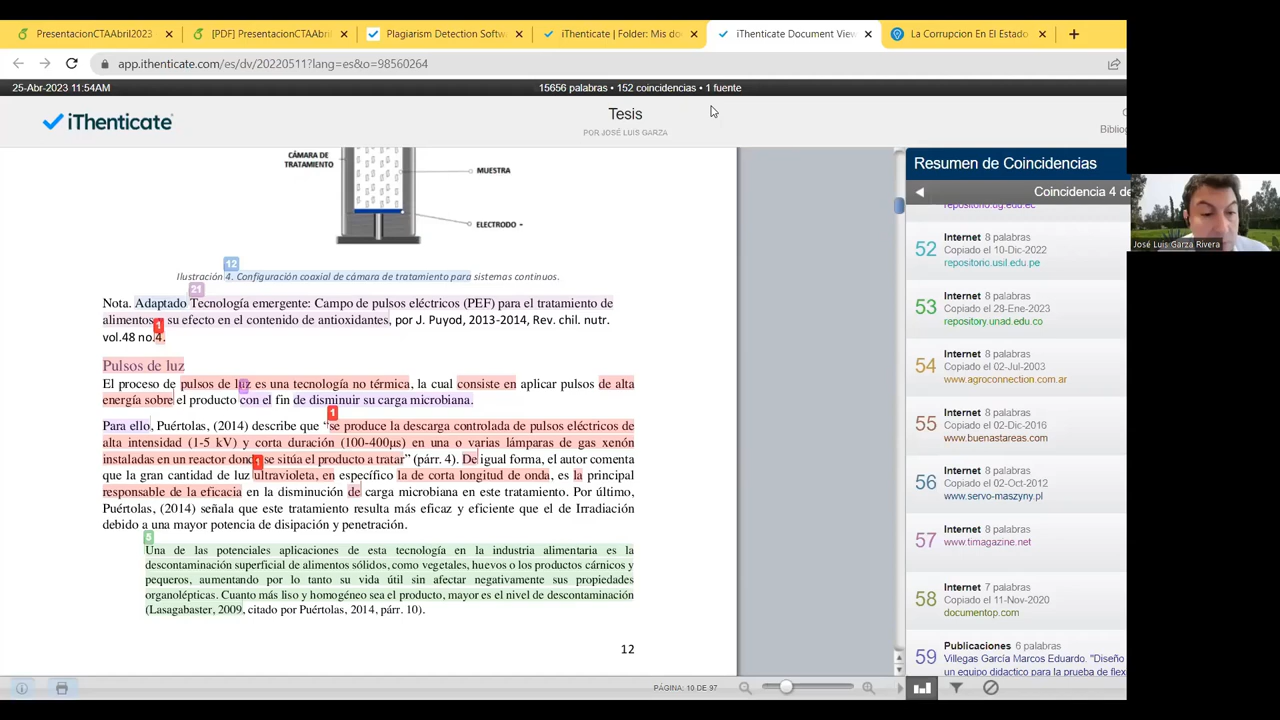 PresentacionCTAAbril2023
[PDF] PresentacionCTAAbril
Plagiarism Detection Softw
iThenticate | Folder: Mis do
iThenticate Document View
La Corrupcion En El Estado
app.ithenticate.com/es/dv/20220511?lang=es&o=98560264
25-Abr-2023 11:54AM
15656 palabras • 152 coincidencias • 1 fuente
iThenticate
Tesis
POR JOSÉ LUIS GARZA
Bibliog
CÁMARA DE
TRATAMIENTO
MUESTRA
ELECTRODO -
12
Ilustración 4. Configuración coaxial de cámara de tratamiento para sistemas continuos.
21
Nota. Adaptado Tecnología emergente: Campo de pulsos eléctricos (PEF) para el tratamiento de
alimentos su efecto en el contenido de antioxidantes, por J. Puyod, 2013-2014, Rev. chil. nutr.
1
vol.48 no.4.
Pulsos de luz
El proceso de pulsos de luz es una tecnología no térmica, la cual consiste en aplicar pulsos de alta
energía sobre el producto con el fin de disminuir su carga microbiana.
1
Para ello, Puértolas, (2014) describe que “se produce la descarga controlada de pulsos eléctricos de
alta intensidad (1-5 kV) y corta duración (100-400μs) en una o varias lámparas de gas xenón
instaladas en un reactor donde se sitúa el producto a tratar” (párr. 4). De igual forma, el autor comenta
1
que la gran cantidad de luz ultravioleta, en específico la de corta longitud de onda, es la principal
responsable de la eficacia en la disminución de carga microbiana en este tratamiento. Por último,
Puértolas, (2014) señala que este tratamiento resulta más eficaz y eficiente que el de Irradiación
debido a una mayor potencia de disipación y penetración.
5
Una de las potenciales aplicaciones de esta tecnología en la industria alimentaria es la
descontaminación superficial de alimentos sólidos, como vegetales, huevos o los productos cárnicos y
pequeros, aumentando por lo tanto su vida útil sin afectar negativamente sus propiedades
organolépticas. Cuanto más liso y homogéneo sea el producto, mayor es el nivel de descontaminación
(Lasagabaster, 2009, citado por Puértolas, 2014, párr. 10).
12
PÁGINA: 10 DE 97
Resumen de Coincidencias
Coincidencia 4 de
repositorio.ug.edu.ec
52
Internet 8 palabras
Copiado el 10-Dic-2022
repositorio.usil.edu.pe
53
Internet 8 palabras
Copiado el 28-Ene-2023
repository.unad.edu.co
54
Internet 8 palabras
Copiado el 02-Jul-2003
www.agroconnection.com.ar
55
Internet 8 palabras
Copiado el 02-Dic-2016
www.buenastareas.com
56
Internet 8 palabras
Copiado el 02-Oct-2012
www.servo-maszyny.pl
57
Internet 8 palabras
www.timagazine.net
58
Internet 7 palabras
Copiado el 11-Nov-2020
documentop.com
59
Publicaciones 6 palabras
Villegas García Marcos Eduardo. "Diseño
un equipo didactico para la prueba de flex
José Luis Garza Rivera